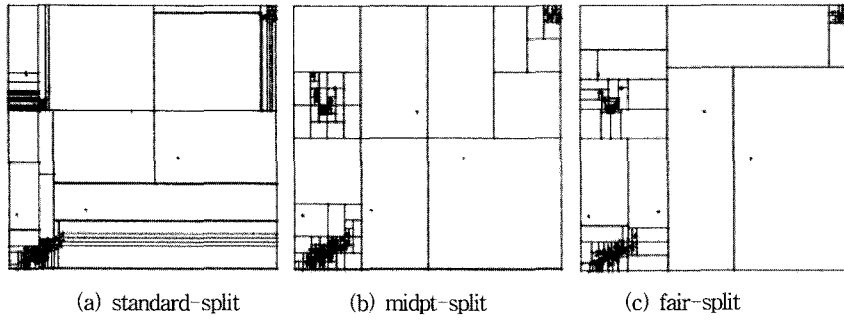 (a) standard-split
(b) midpt-split
(c) fair-split